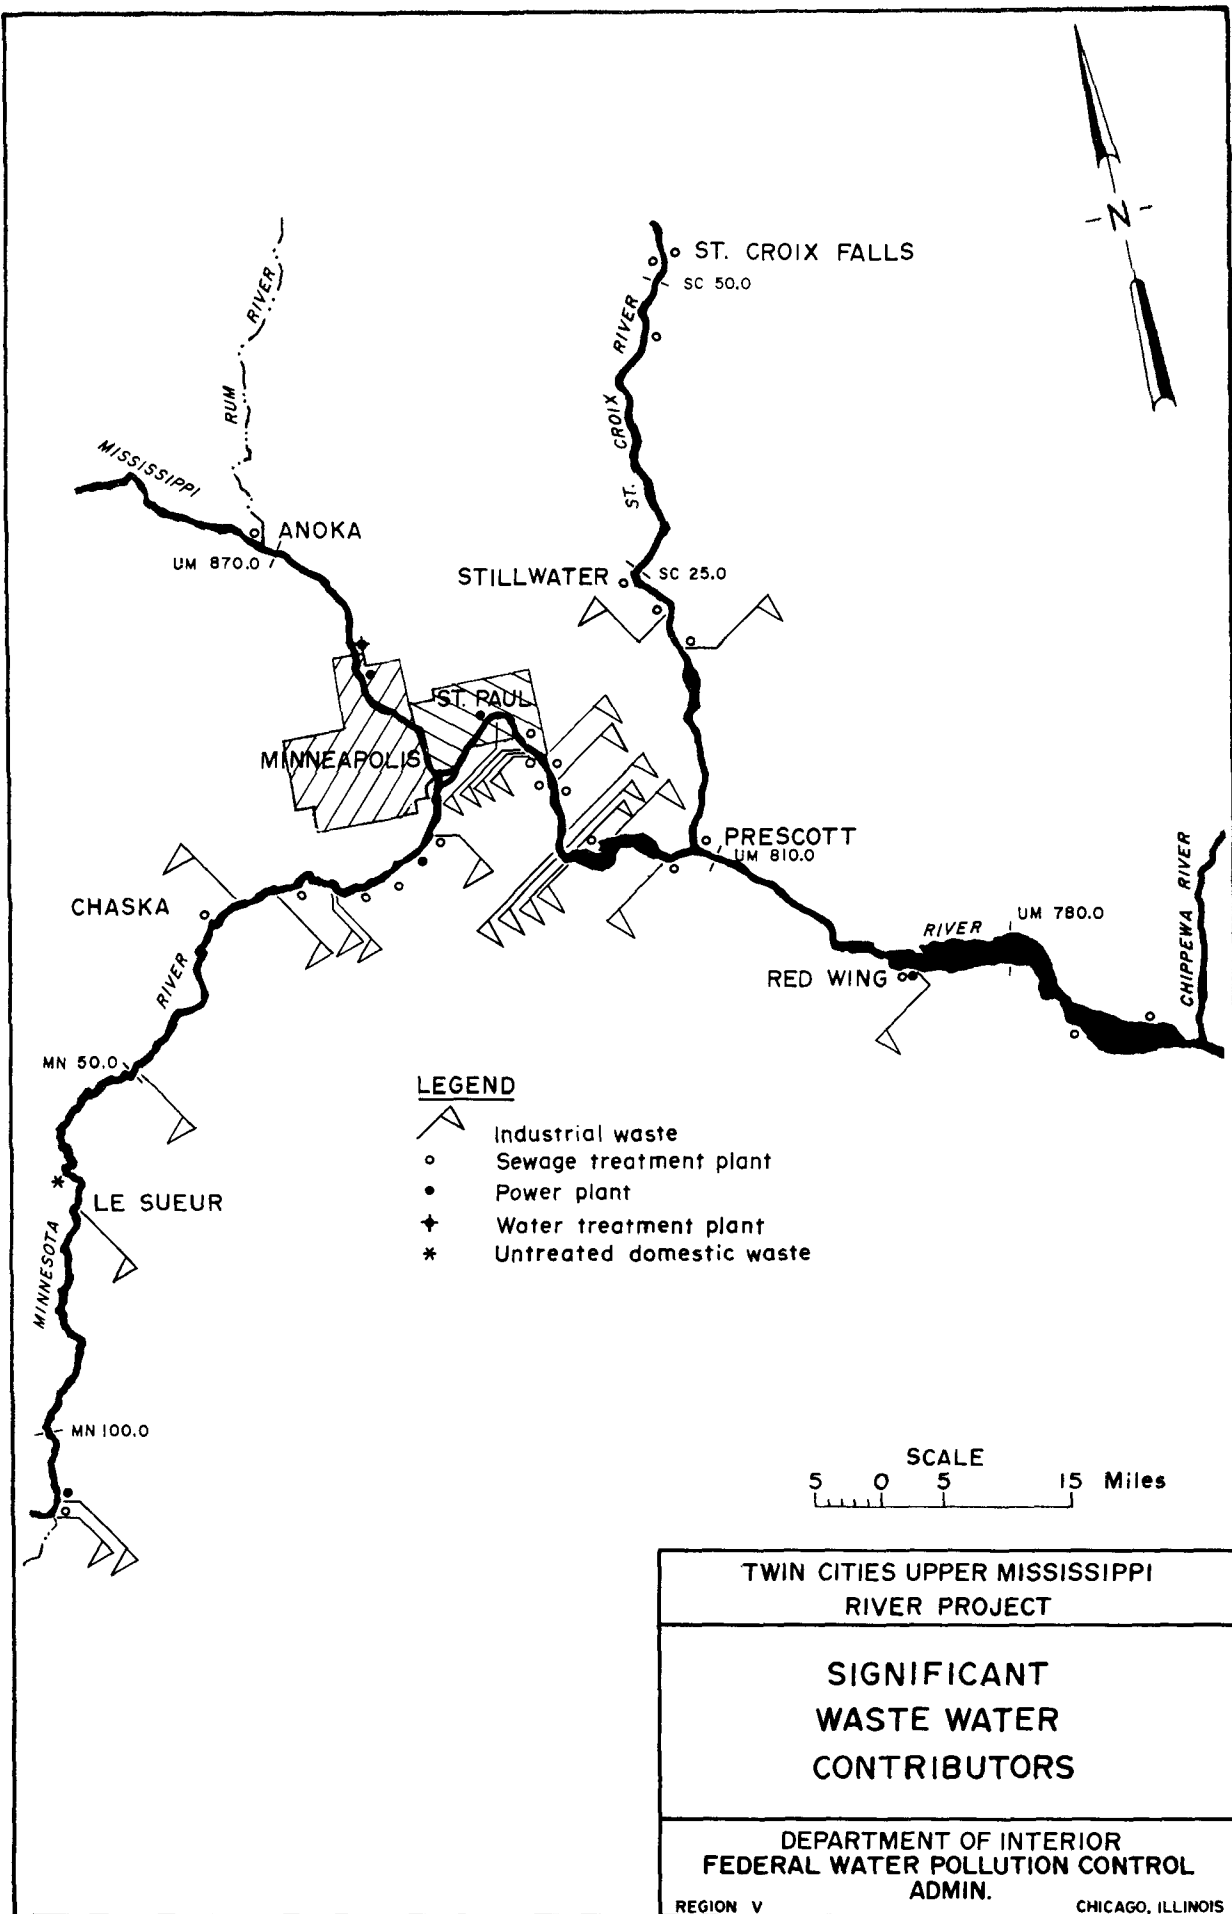 N
ST. CROIX FALLS
SC 50.0
RUM RIVER
ST. CROIX RIVER
MISSISSIPPI
ANOKA
UM 870.0
STILLWATER
SC 25.0
ST. PAUL
MINNEAPOLIS
PRESCOTT
UM 810.0
CHASKA
RIVER
UM 780.0
RIVER
CHIPPEWA RIVER
RED WING
MN 50.0
LEGEND
Industrial waste
Sewage treatment plant
Power plant
Water treatment plant
Untreated domestic waste
LE SUEUR
MINNESOTA
MN 100.0
SCALE
5 0 5 15 Miles
TWIN CITIES UPPER MISSISSIPPI
RIVER PROJECT
SIGNIFICANT
WASTE WATER
CONTRIBUTORS
DEPARTMENT OF INTERIOR
FEDERAL WATER POLLUTION CONTROL
ADMIN.
REGION V CHICAGO, ILLINOIS